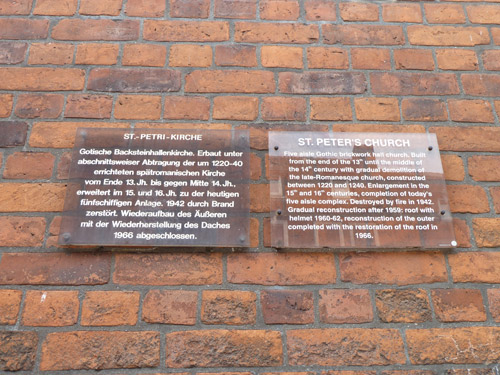 ST.-PETRI-KIRCHE
Gotische Backsteinhallenkirche. Erbaut unter
abschnittsweiser Abtragung der um 1220-40
errichteten spätromanischen Kirche
vom Ende 13. Jh. bis gegen Mitte 14. Jh.,
erweitert im 15. und 16. Jh. zu der heutigen
fünfschiffigen Anlage. 1942 durch Brand
zerstört. Wiederaufbau des Äußeren
mit der Wiederherstellung des Daches
1966 abgeschlossen.
ST. PETER'S CHURCH
Five aisle Gothic brickwork hall church. Built
from the end of the 13th until the middle of
the 14th century with gradual demolition of
the late-Romanesque church, constructed
between 1220 and 1240. Enlargement in the
15th and 16th centuries, completion of today's
five aisle complex. Destroyed by fire in 1942.
Gradual reconstruction after 1959: roof with
helmet 1960-62, reconstruction of the outer
completed with the restoration of the roof in
1966.